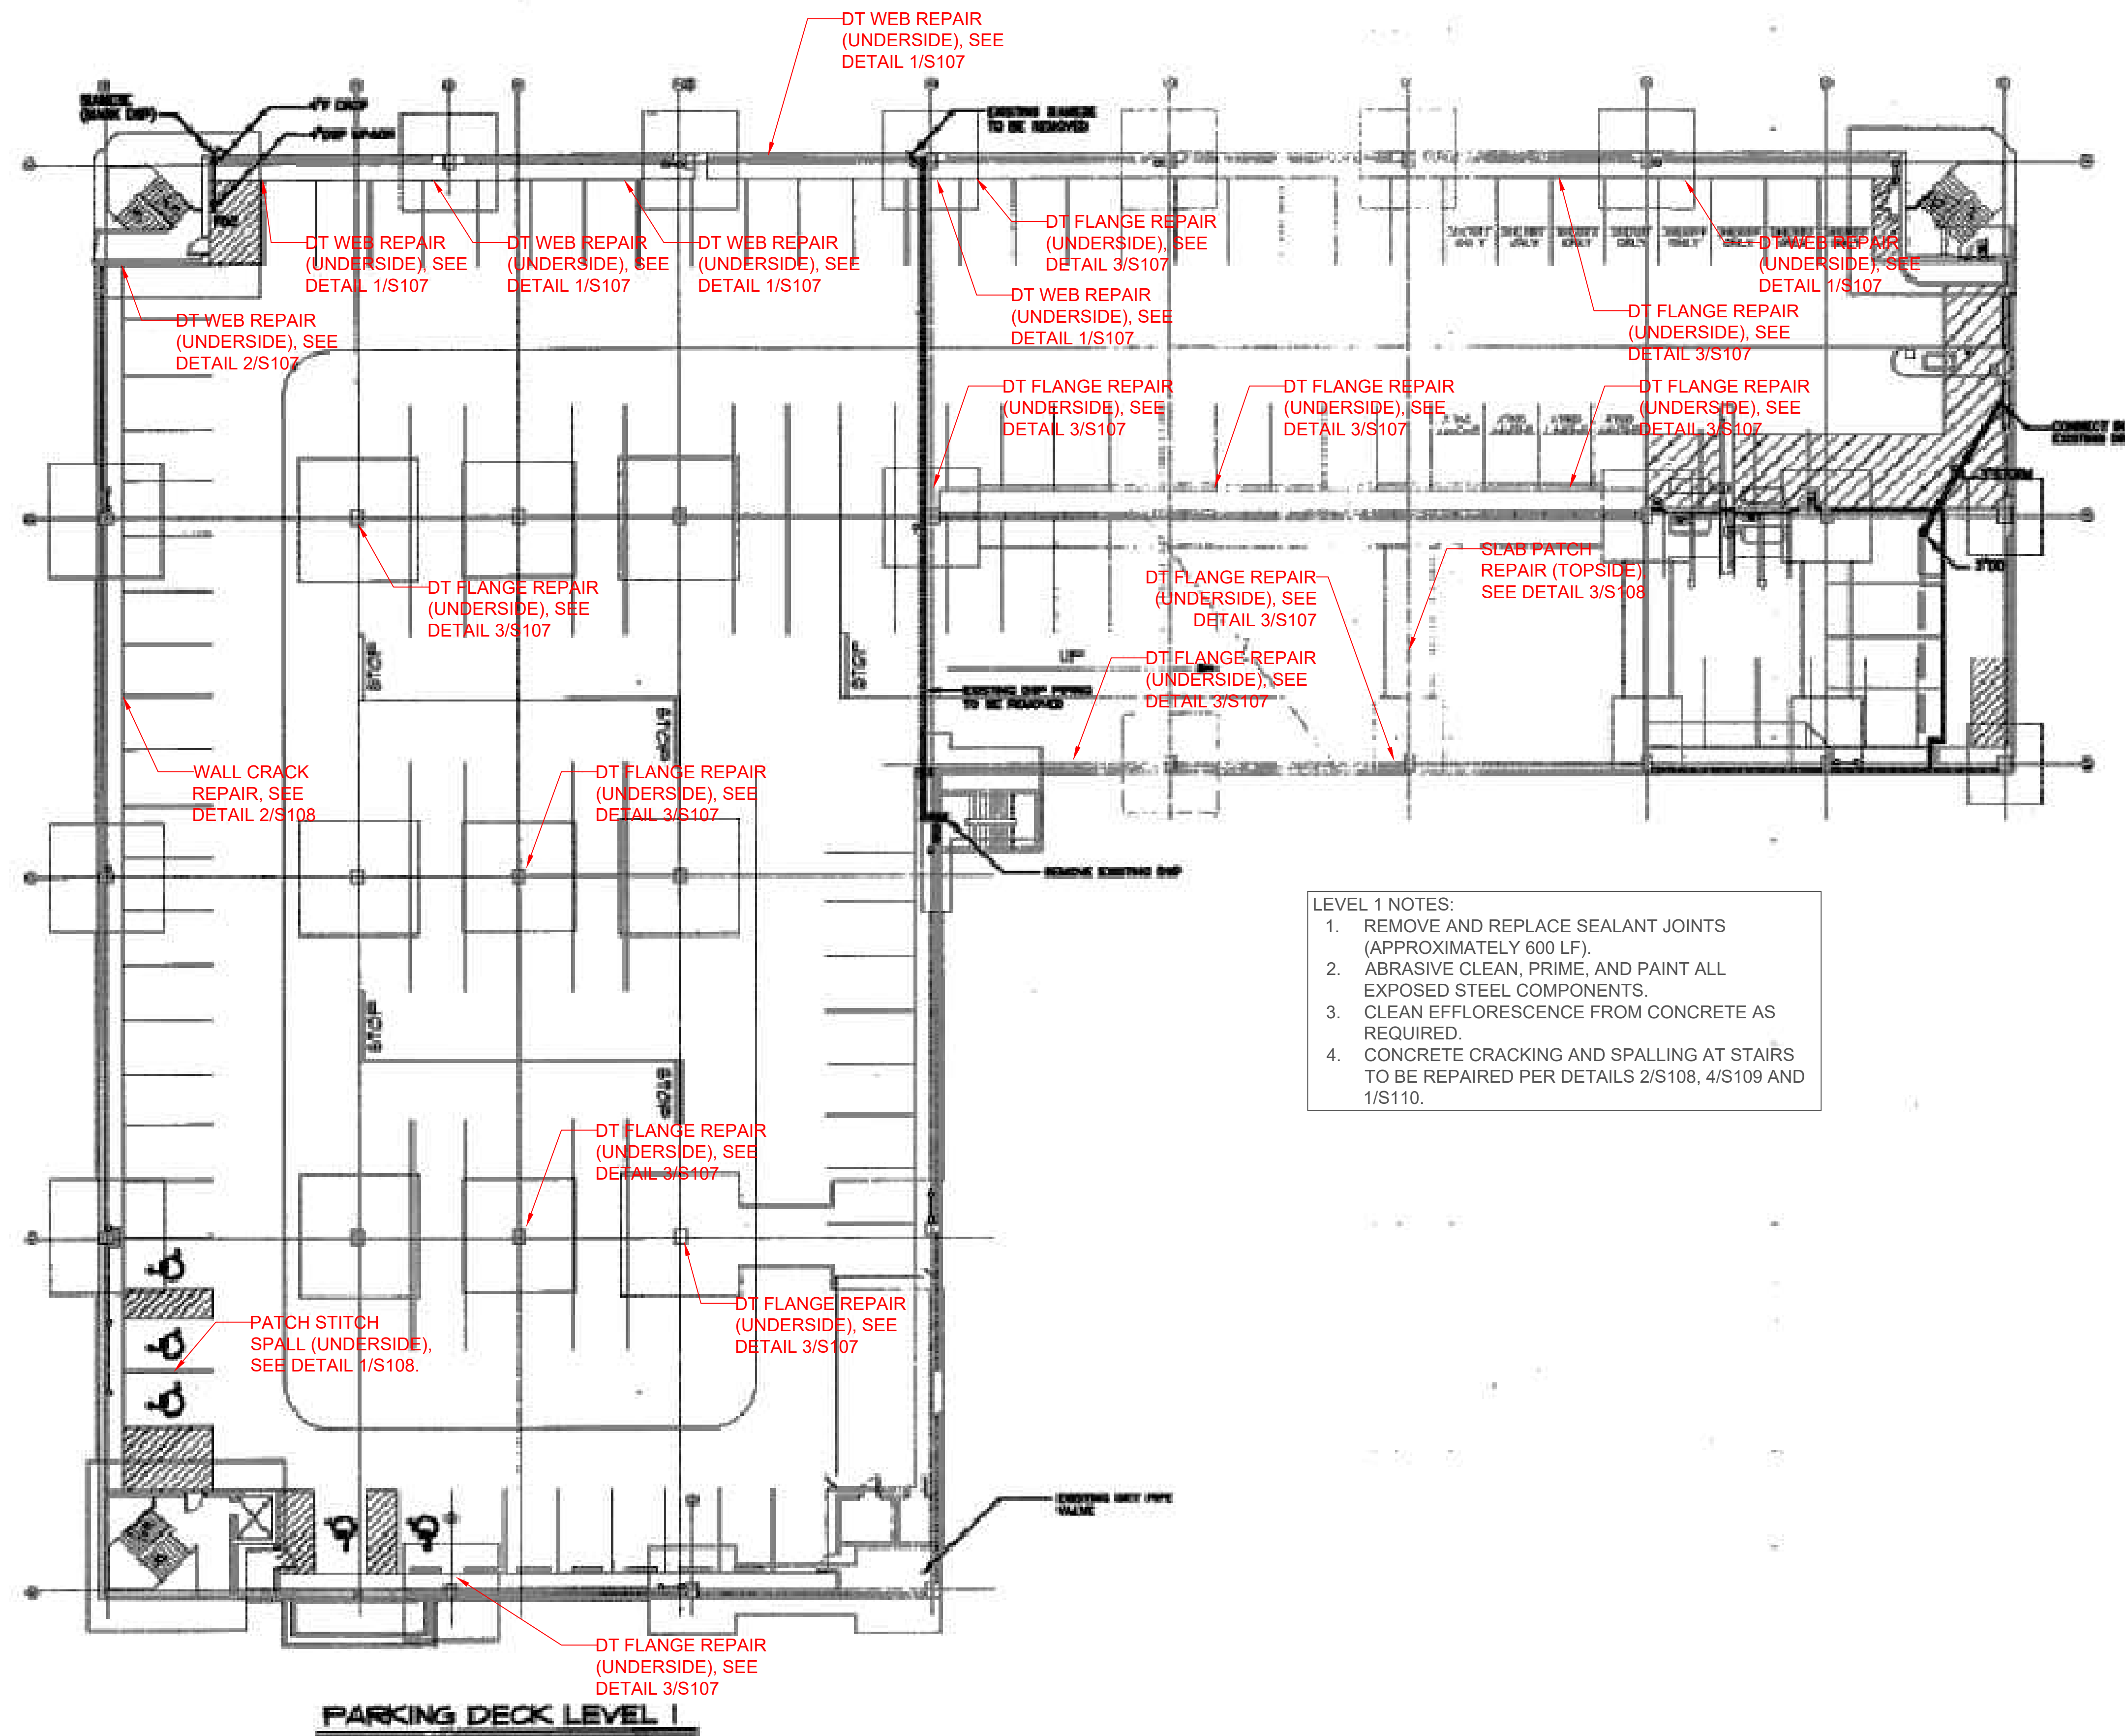 DT WEB REPAIR
(UNDERSIDE), SEE
DETAIL 1/S107
EXISTING SIAMESE
TO BE REMOVED
DT WEB REPAIR
(UNDERSIDE), SEE
DETAIL 1/S107
DT WEB REPAIR
(UNDERSIDE), SEE
DETAIL 1/S107
DT WEB REPAIR
(UNDERSIDE), SEE
DETAIL 1/S107
DT FLANGE REPAIR
(UNDERSIDE), SEE
DETAIL 3/S107
DT WEB REPAIR
(UNDERSIDE), SEE
DETAIL 1/S107
DT WEB REPAIR
(UNDERSIDE), SEE
DETAIL 1/S107
DT FLANGE REPAIR
(UNDERSIDE), SEE
DETAIL 3/S107
DT WEB REPAIR
(UNDERSIDE), SEE
DETAIL 2/S107
DT FLANGE REPAIR
(UNDERSIDE), SEE
DETAIL 3/S107
DT FLANGE REPAIR
(UNDERSIDE), SEE
DETAIL 3/S107
DT FLANGE REPAIR
(UNDERSIDE), SEE
DETAIL 3/S107
DT FLANGE REPAIR
(UNDERSIDE), SEE
DETAIL 3/S107
DT FLANGE REPAIR
(UNDERSIDE), SEE
DETAIL 3/S107
SLAB PATCH
REPAIR (TOPSIDE),
SEE DETAIL 3/S108
DT FLANGE REPAIR
(UNDERSIDE), SEE
DETAIL 3/S107
UP
STOP
STOP
STOP
EXISTING DSP PIPING
TO BE REMOVED
WALL CRACK
REPAIR, SEE
DETAIL 2/S108
DT FLANGE REPAIR
(UNDERSIDE), SEE
DETAIL 3/S107
REMOVE EXISTING DSP
LEVEL 1 NOTES:
1. REMOVE AND REPLACE SEALANT JOINTS
(APPROXIMATELY 600 LF).
2. ABRASIVE CLEAN, PRIME, AND PAINT ALL
EXPOSED STEEL COMPONENTS.
3. CLEAN EFFLORESCENCE FROM CONCRETE AS
REQUIRED.
4. CONCRETE CRACKING AND SPALLING AT STAIRS
TO BE REPAIRED PER DETAILS 2/S108, 4/S109 AND
1/S110.
STOP
STOP
DT FLANGE REPAIR
(UNDERSIDE), SEE
DETAIL 3/S107
DT FLANGE REPAIR
(UNDERSIDE), SEE
DETAIL 3/S107
PATCH STITCH
SPALL (UNDERSIDE),
SEE DETAIL 1/S108.
EXISTING WET PIPE
VALVE
DT FLANGE REPAIR
(UNDERSIDE), SEE
DETAIL 3/S107
PARKING DECK LEVEL 1